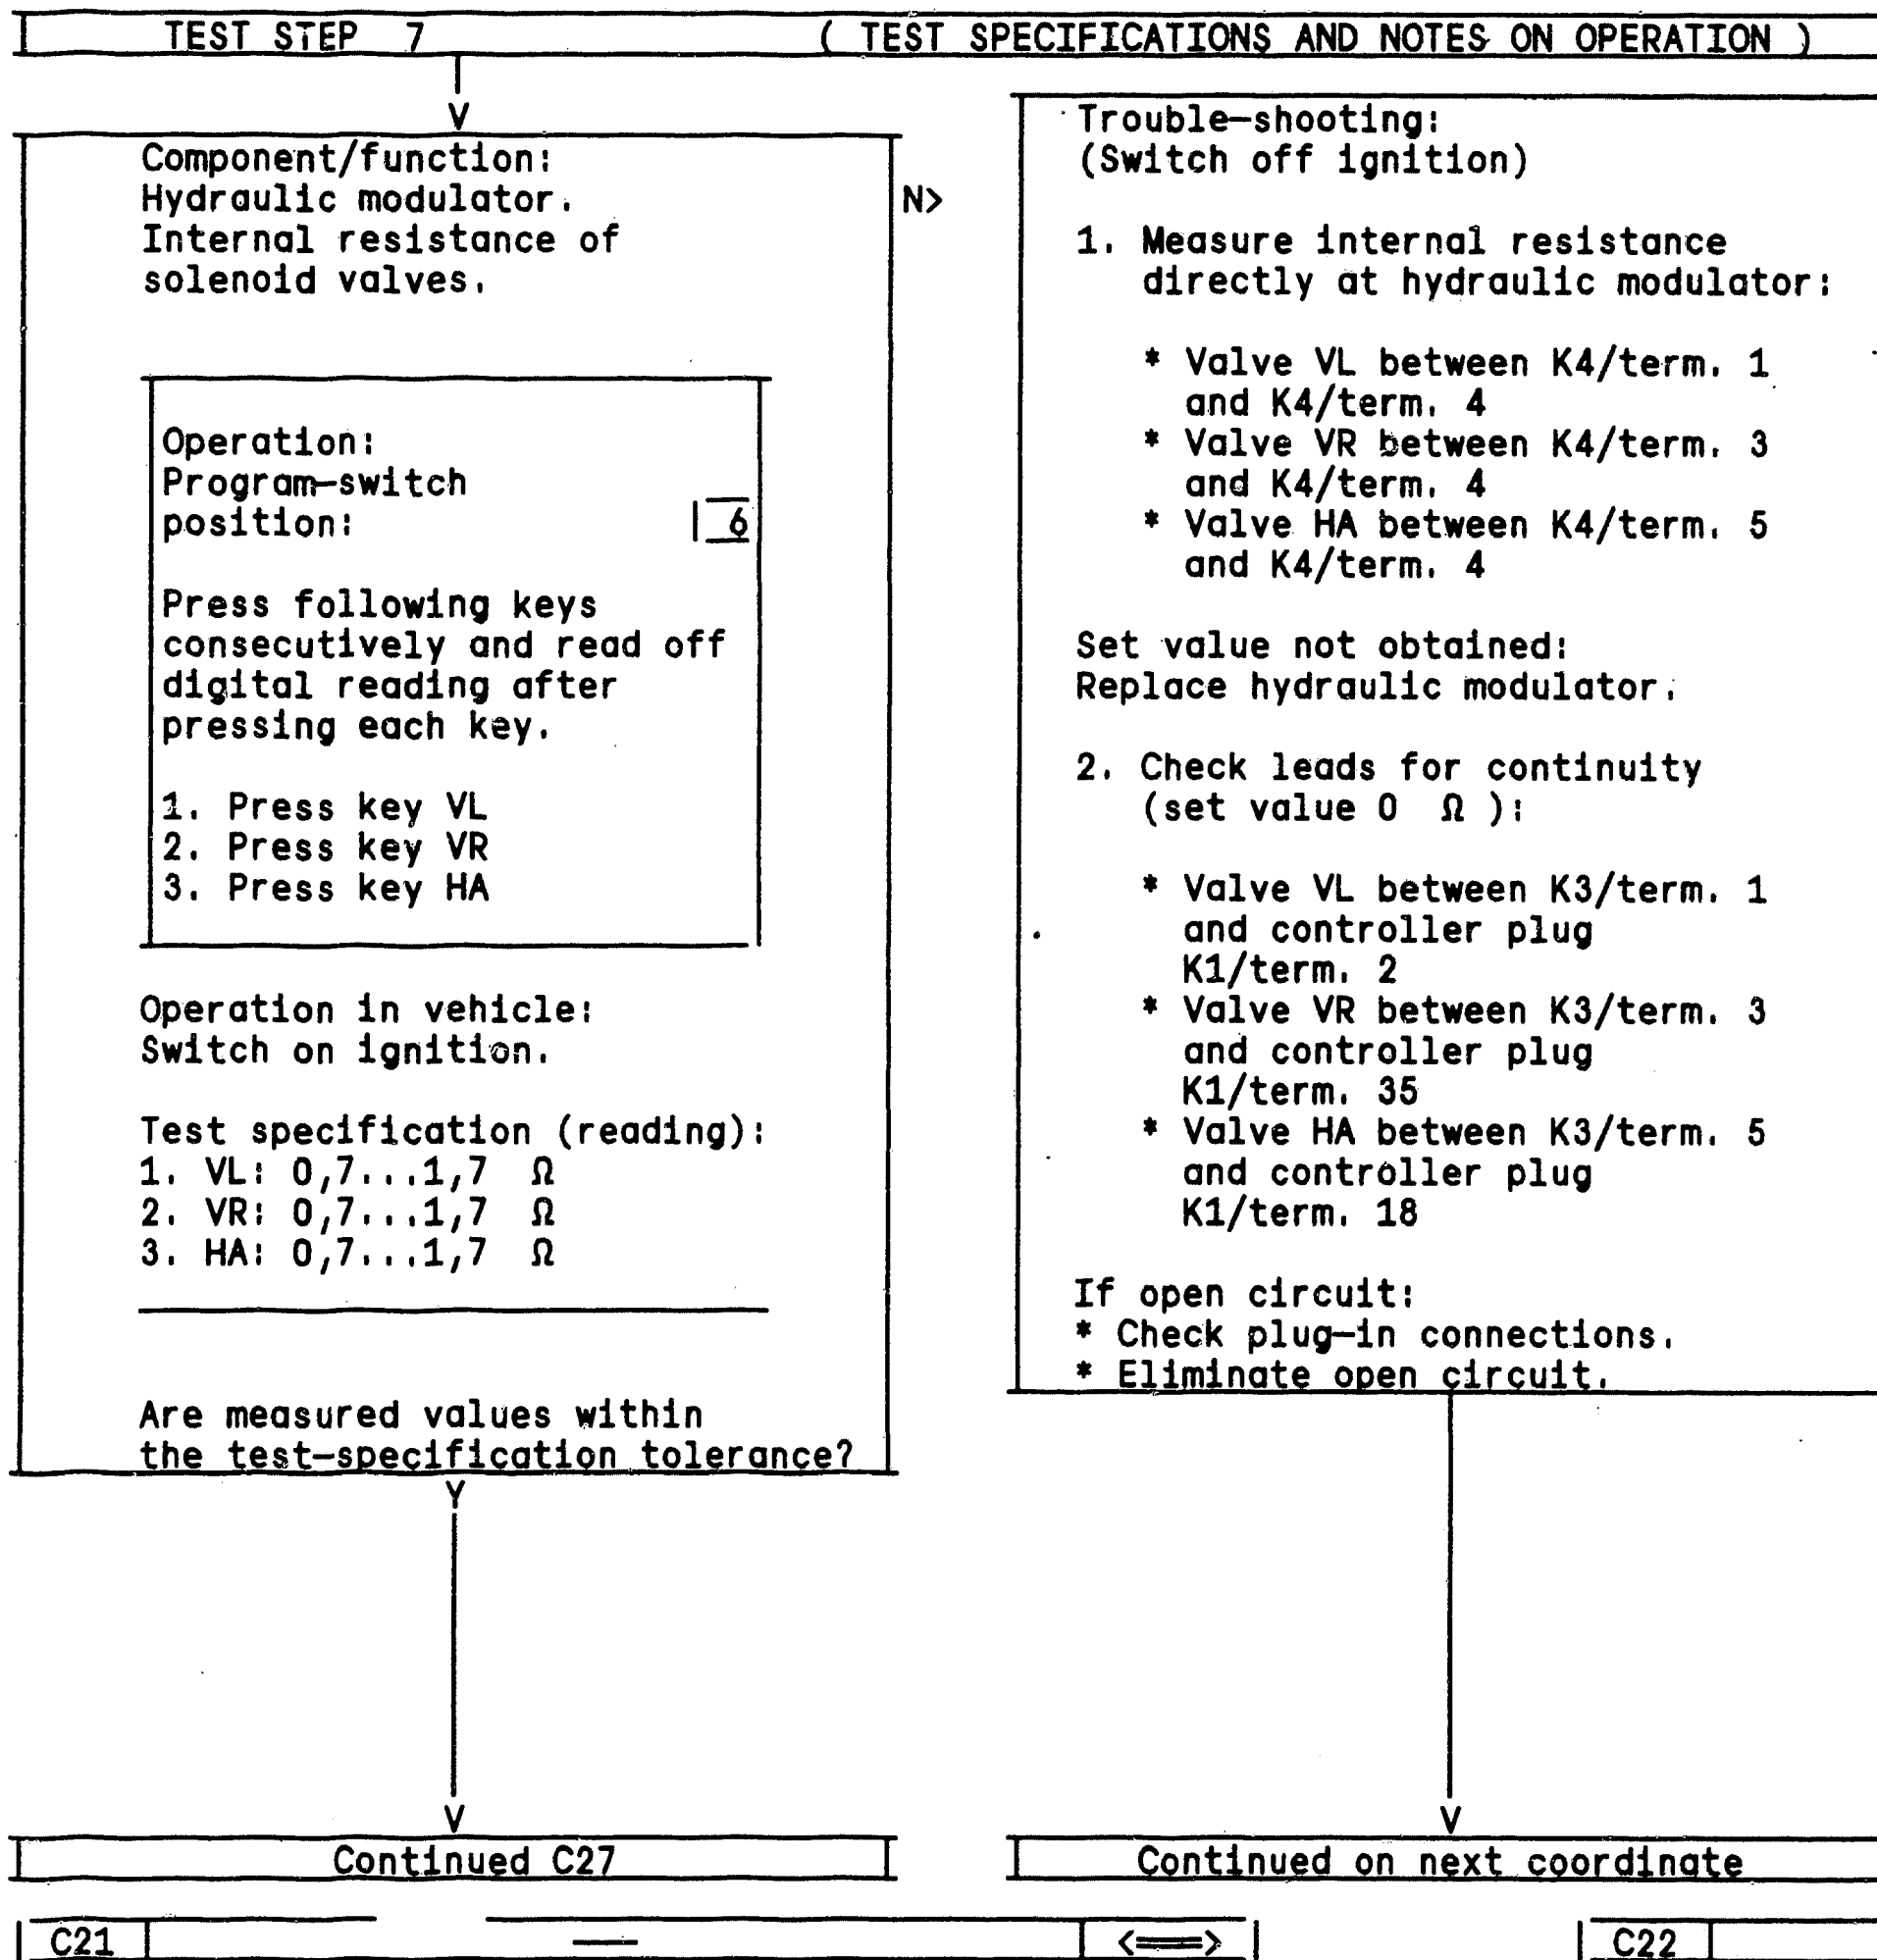 TEST STEP 7 ( TEST SPECIFICATIONS AND NOTES ON OPERATION )
Component/function:
Hydraulic modulator.
Internal resistance of
solenoid valves.
N>
Operation:
Program-switch
position: 6
Press following keys
consecutively and read off
digital reading after
pressing each key.
1. Press key VL
2. Press key VR
3. Press key HA
Operation in vehicle:
Switch on ignition.
Test specification (reading):
1. VL: 0,7...1,7 Ω
2. VR: 0,7...1,7 Ω
3. HA: 0,7...1,7 Ω
Are measured values within
the test-specification tolerance?
Y
Continued C27
C21
Trouble-shooting:
(Switch off ignition)
1. Measure internal resistance
directly at hydraulic modulator:
* Valve VL between K4/term. 1
and K4/term. 4
* Valve VR between K4/term. 3
and K4/term. 4
* Valve HA between K4/term. 5
and K4/term. 4
Set value not obtained:
Replace hydraulic modulator.
2. Check leads for continuity
(set value 0 Ω ):
* Valve VL between K3/term. 1
and controller plug
K1/term. 2
* Valve VR between K3/term. 3
and controller plug
K1/term. 35
* Valve HA between K3/term. 5
and controller plug
K1/term. 18
If open circuit:
* Check plug-in connections.
* Eliminate open circuit.
Continued on next coordinate
<==>
C22